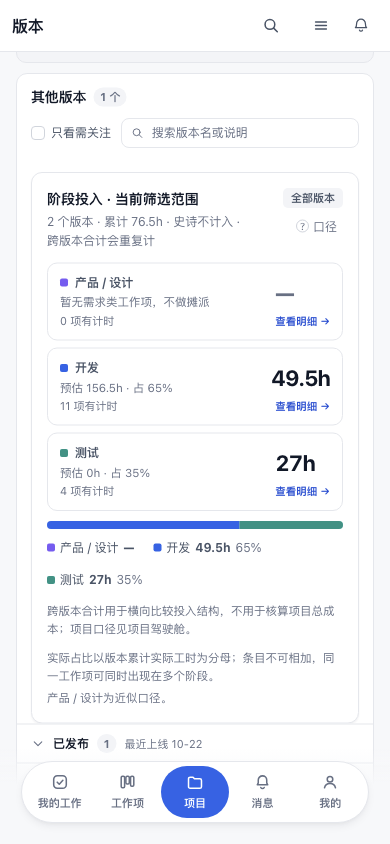 版本
其他版本 1 个
只看需关注 搜索版本名或说明
阶段投入 · 当前筛选范围 全部版本
2 个版本 · 累计 76.5h · 史诗不计入 ·
跨版本合计会重复计
? 口径
产品 / 设计
暂无需求类工作项，不做摊派
0 项有计时
—
查看明细 →
开发
预估 156.5h · 占 65%
11 项有计时
49.5h
查看明细 →
测试
预估 0h · 占 35%
4 项有计时
27h
查看明细 →
产品 / 设计 — 开发 49.5h 65%
测试 27h 35%
跨版本合计用于横向比较投入结构，不用于核算项目总成
本；项目口径见项目驾驶舱。
实际占比以版本累计实际工时为分母；条目不可相加，同
一工作项可同时出现在多个阶段。
产品 / 设计为近似口径。
已发布 1 最近上线 10-22
我的工作 工作项 项目 消息 我的